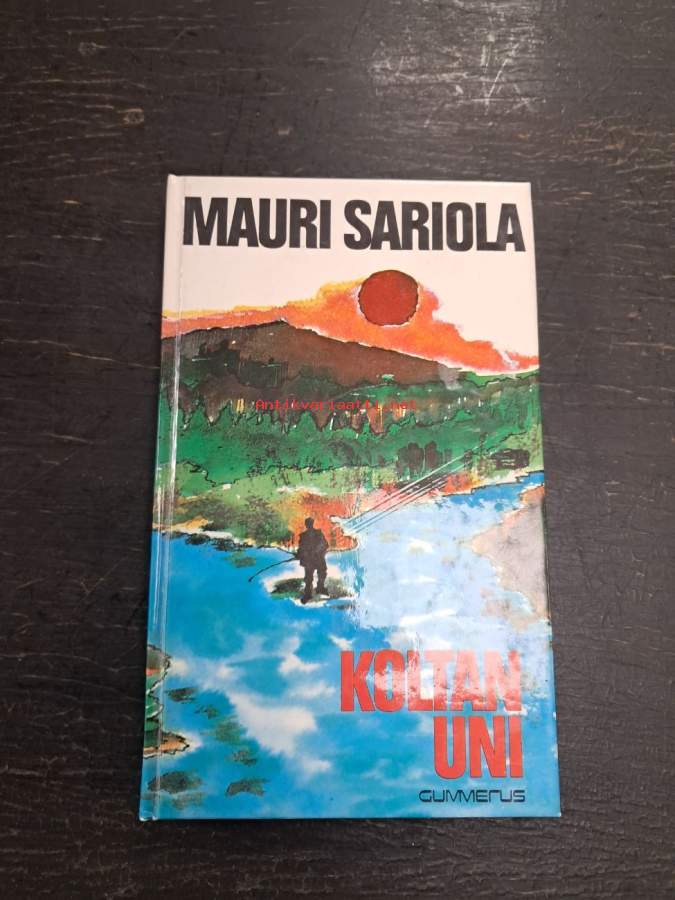 MAURI SARIOLA
Antikvariaatti.net
KOLTAN
UNI
GUMMERUS